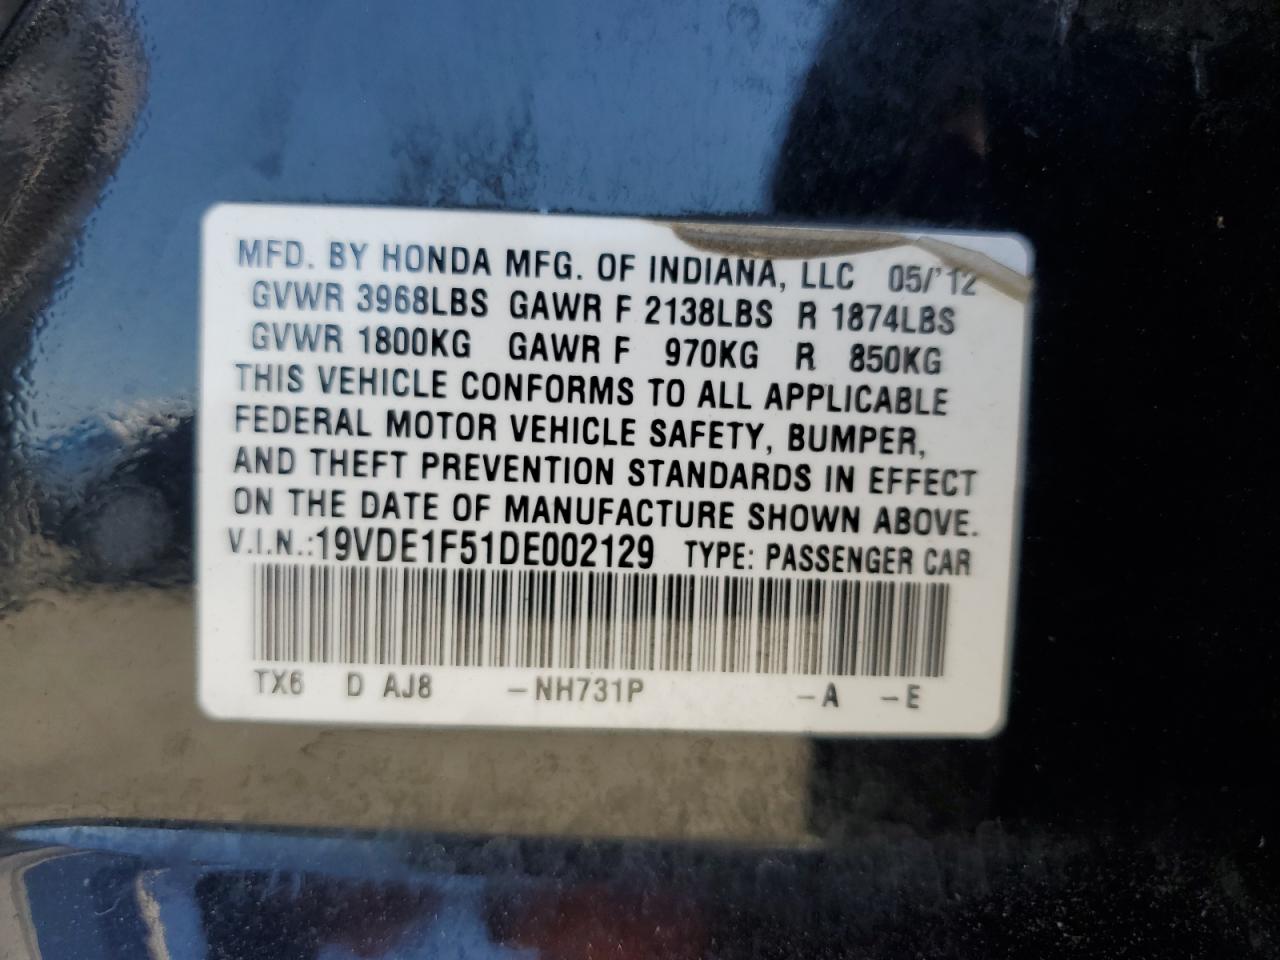 MFD. BY HONDA MFG. OF INDIANA, LLC 05/'12
GVWR 3968LBS GAWR F 2138LBS R 1874LBS
GVWR 1800KG GAWR F 970KG R 850KG
THIS VEHICLE CONFORMS TO ALL APPLICABLE
FEDERAL MOTOR VEHICLE SAFETY, BUMPER,
AND THEFT PREVENTION STANDARDS IN EFFECT
ON THE DATE OF MANUFACTURE SHOWN ABOVE.
V.I.N.:19VDE1F51DE002129 TYPE: PASSENGER CAR
TX6 D AJ8 -NH731P -A -E